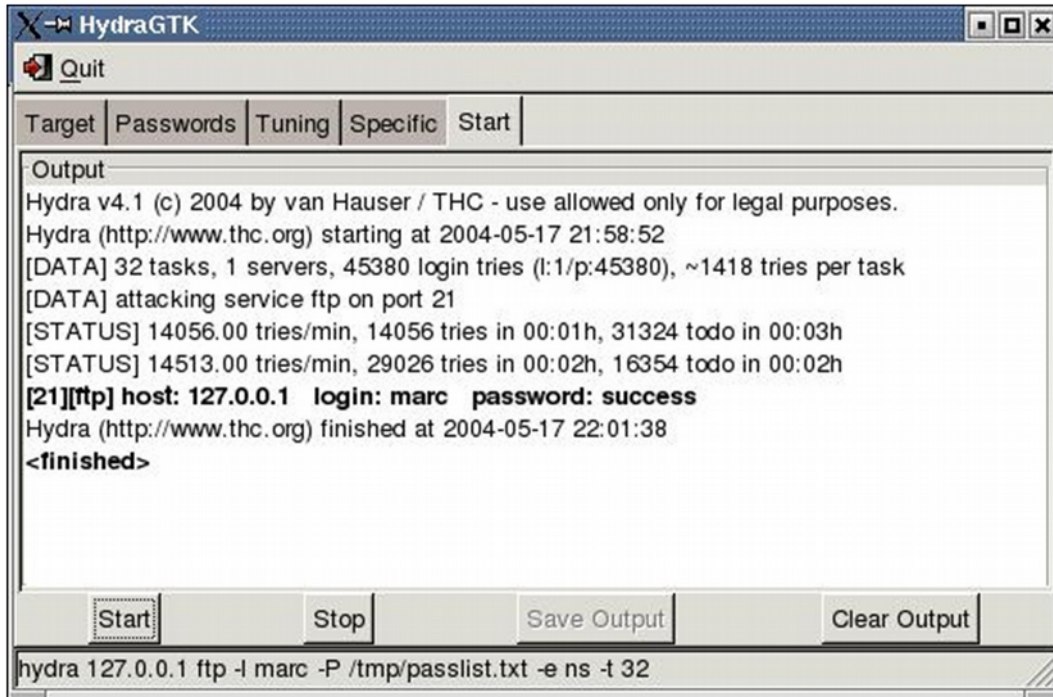 HydraGTK
Quit
Target Passwords Tuning Specific Start
Output
Hydra v4.1 (c) 2004 by van Hauser / THC - use allowed only for legal purposes.
Hydra (http://www.thc.org) starting at 2004-05-17 21:58:52
[DATA] 32 tasks, 1 servers, 45380 login tries (l:1/p:45380), ~1418 tries per task
[DATA] attacking service ftp on port 21
[STATUS] 14056.00 tries/min, 14056 tries in 00:01h, 31324 todo in 00:03h
[STATUS] 14513.00 tries/min, 29026 tries in 00:02h, 16354 todo in 00:02h
[21][ftp] host: 127.0.0.1 login: marc password: success
Hydra (http://www.thc.org) finished at 2004-05-17 22:01:38
<finished>
Start Stop Save Output Clear Output
hydra 127.0.0.1 ftp -l marc -P /tmp/passlist.txt -e ns -t 32